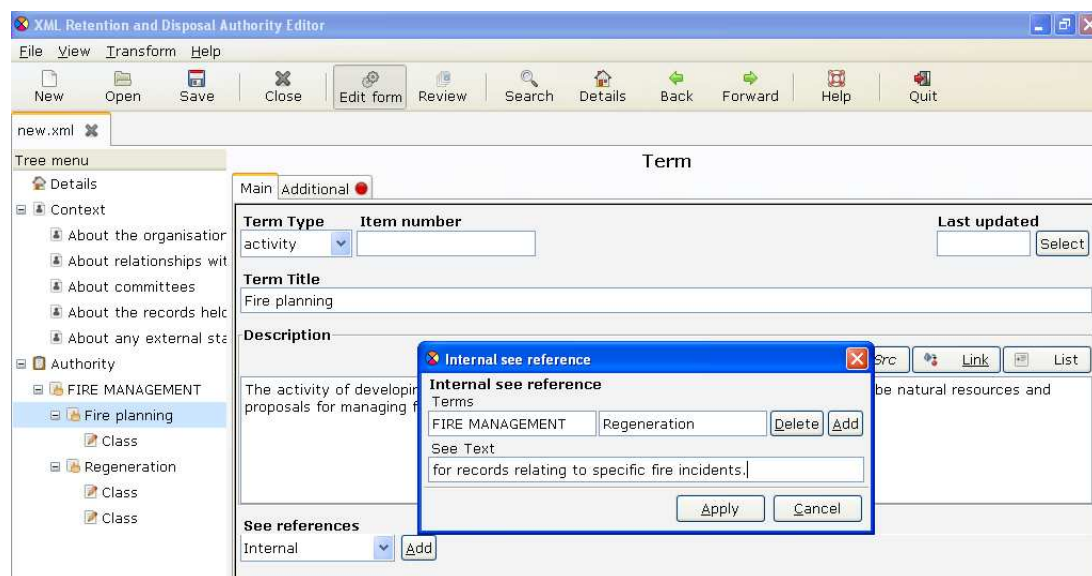 XML Retention and Disposal Authority Editor
File View Transform Help
New Open Save Close Edit form Review Search Details Back Forward Help Quit
new.xml
Tree menu
Details
Context
About the organisation
About relationships wit
About committees
About the records held
About any external sta
Authority
FIRE MANAGEMENT
Fire planning
Class
Regeneration
Class
Class
Term
Main Additional
Term Type Item number Last updated
activity Select
Term Title
Fire planning
Description
Src Link List
The activity of developin be natural resources and
proposals for managing f
Internal see reference
Internal see reference
Terms
FIRE MANAGEMENT Regeneration Delete Add
See Text
for records relating to specific fire incidents.
Apply Cancel
See references
Internal Add